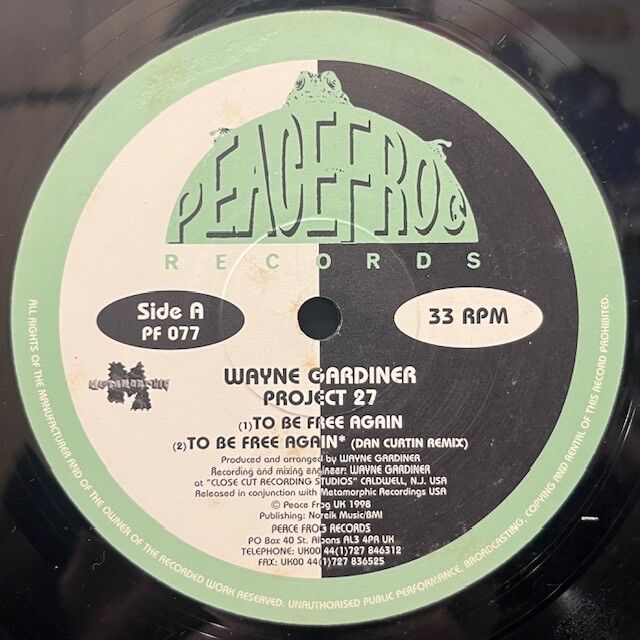 PEACEFROG
RECORDS
Side A
PF 077
33 RPM
METAMORPHIC
WAYNE GARDINER
PROJECT 27
(1) TO BE FREE AGAIN
(2) TO BE FREE AGAIN* (DAN CURTIN REMIX)
Produced and arranged by WAYNE GARDINER
Recording and mixing engineer: WAYNE GARDINER
at "CLOSE CUT RECORDING STUDIOS" CALDWELL, N.J. USA
Released in conjunction with Metamorphic Recordings USA
© Peace Frog UK 1998
Publishing: Noreik Music/BMI
PEACE FROG RECORDS
PO Box 40 St. Albans AL3 4PA UK
TELEPHONE: UK00 44(1)727 846312
FAX: UK00 44(1)727 836525
ALL RIGHTS OF THE MANUFACTURER AND OF THE OWNER OF THE RECORDED WORK RESERVED. UNAUTHORISED PUBLIC PERFORMANCE, BROADCASTING, COPYING AND RENTAL OF THIS RECORD PROHIBITED.